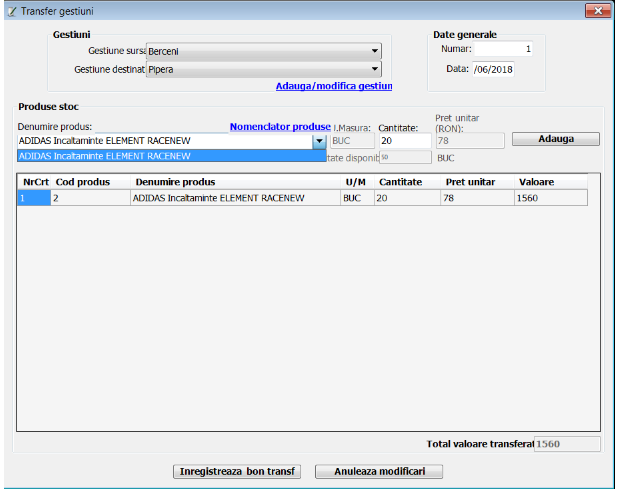 Transfer gestiuni
Gestiuni
Gestiune sursa Berceni
Gestiune destinat Pipera
Adauga/modifica gestiun
Date generale
Numar: 1
Data: /06/2018
Produse stoc
Denumire produs: Nomenclator produse I.Masura: Cantitate: Pret unitar (RON):
ADIDAS Incaltaminte ELEMENT RACENEW BUC 20 78 Adauga
ADIDAS Incaltaminte ELEMENT RACENEW tate disponib 50 BUC
NrCrt Cod produs Denumire produs U/M Cantitate Pret unitar Valoare
1 2 ADIDAS Incaltaminte ELEMENT RACENEW BUC 20 78 1560
Total valoare transferat 1560
Inregistreaza bon transf Anuleaza modificari